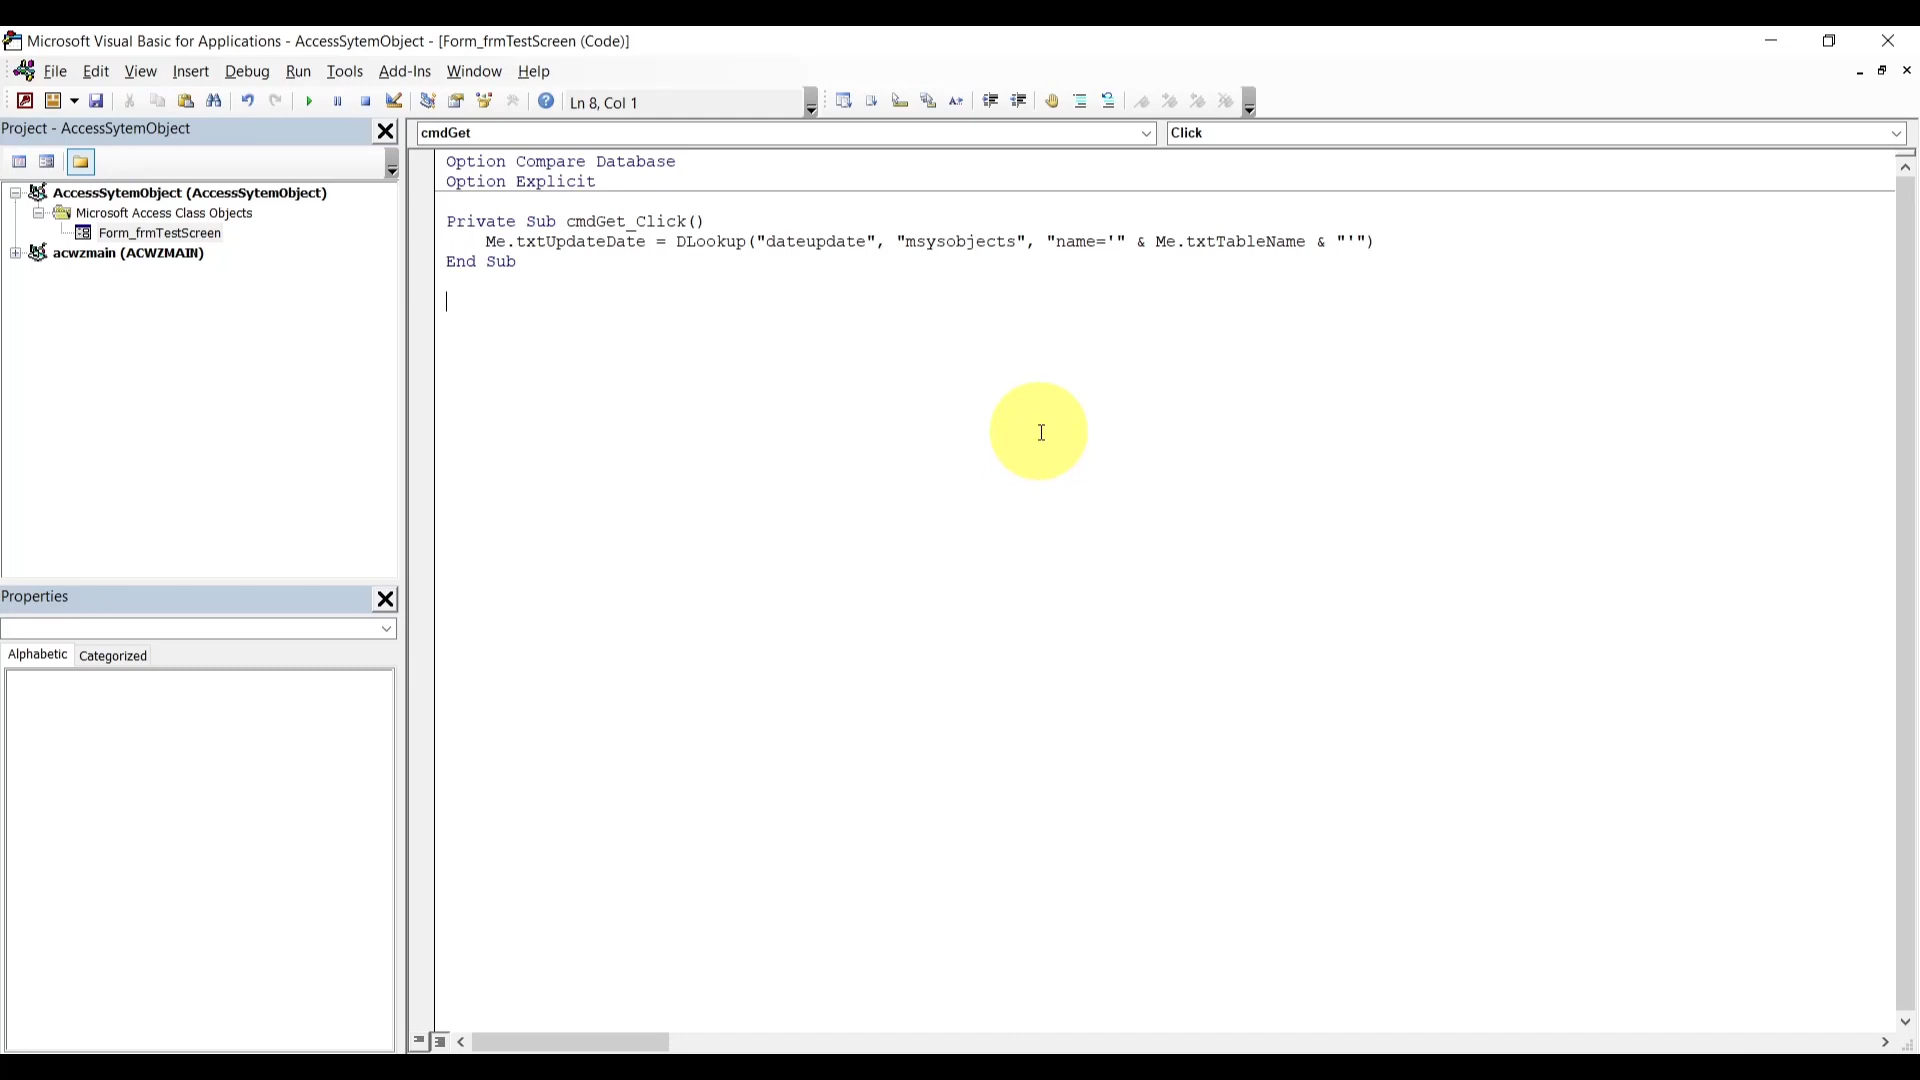 Microsoft Visual Basic for Applications - AccessSytemObject - [Form_frmTestScreen (Code)]
File Edit View Insert Debug Run Tools Add-Ins Window Help
Ln 8, Col 1
Project - AccessSytemObject
cmdGet
Click
AccessSytemObject (AccessSytemObject)
Microsoft Access Class Objects
Form_frmTestScreen
acwzmain (ACWZMAIN)
Option Compare Database
Option Explicit
Private Sub cmdGet_Click()
Me.txtUpdateDate = DLookup("dateupdate", "msysobjects", "name='" & Me.txtTableName & "'")
End Sub
Properties
Alphabetic Categorized